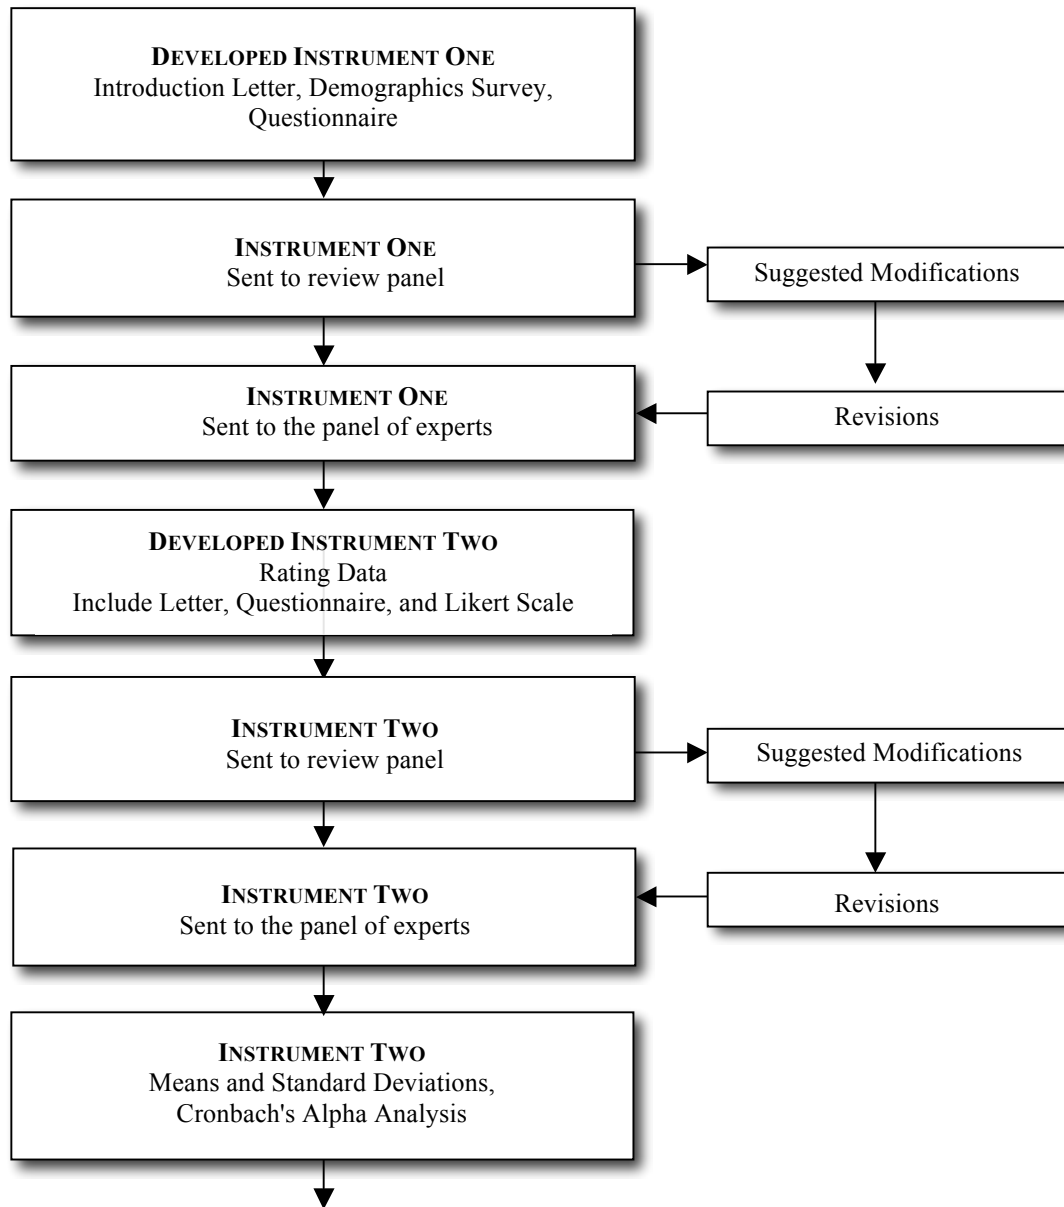 DEVELOPED INSTRUMENT ONE
Introduction Letter, Demographics Survey,
Questionnaire
INSTRUMENT ONE
Sent to review panel
Suggested Modifications
INSTRUMENT ONE
Sent to the panel of experts
Revisions
DEVELOPED INSTRUMENT TWO
Rating Data
Include Letter, Questionnaire, and Likert Scale
INSTRUMENT TWO
Sent to review panel
Suggested Modifications
INSTRUMENT TWO
Sent to the panel of experts
Revisions
INSTRUMENT TWO
Means and Standard Deviations,
Cronbach's Alpha Analysis